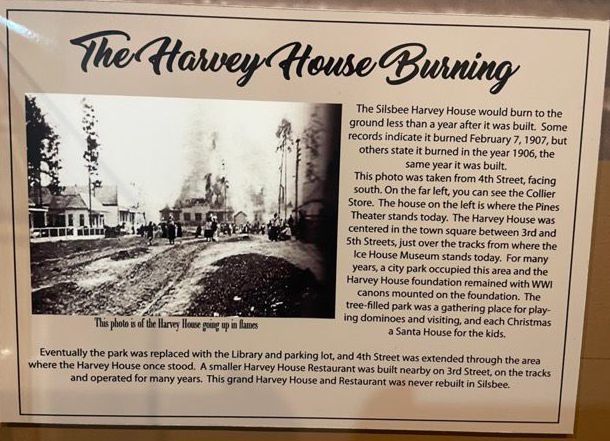 The Harvey House Burning
The Silsbee Harvey House would burn to the
ground less than a year after it was built. Some
records indicate it burned February 7, 1907, but
others state it burned in the year 1906, the
same year it was built.
This photo was taken from 4th Street, facing
south. On the far left, you can see the Collier
Store. The house on the left is where the Pines
Theater stands today. The Harvey House was
centered in the town square between 3rd and
5th Streets, just over the tracks from where the
Ice House Museum stands today. For many
years, a city park occupied this area and the
Harvey House foundation remained with WWI
canons mounted on the foundation. The
tree-filled park was a gathering place for play-
ing dominoes and visiting, and each Christmas
a Santa House for the kids.
This photo is of the Harvey House going up in flames
Eventually the park was replaced with the Library and parking lot, and 4th Street was extended through the area
where the Harvey House once stood. A smaller Harvey House Restaurant was built nearby on 3rd Street, on the tracks
and operated for many years. This grand Harvey House and Restaurant was never rebuilt in Silsbee.